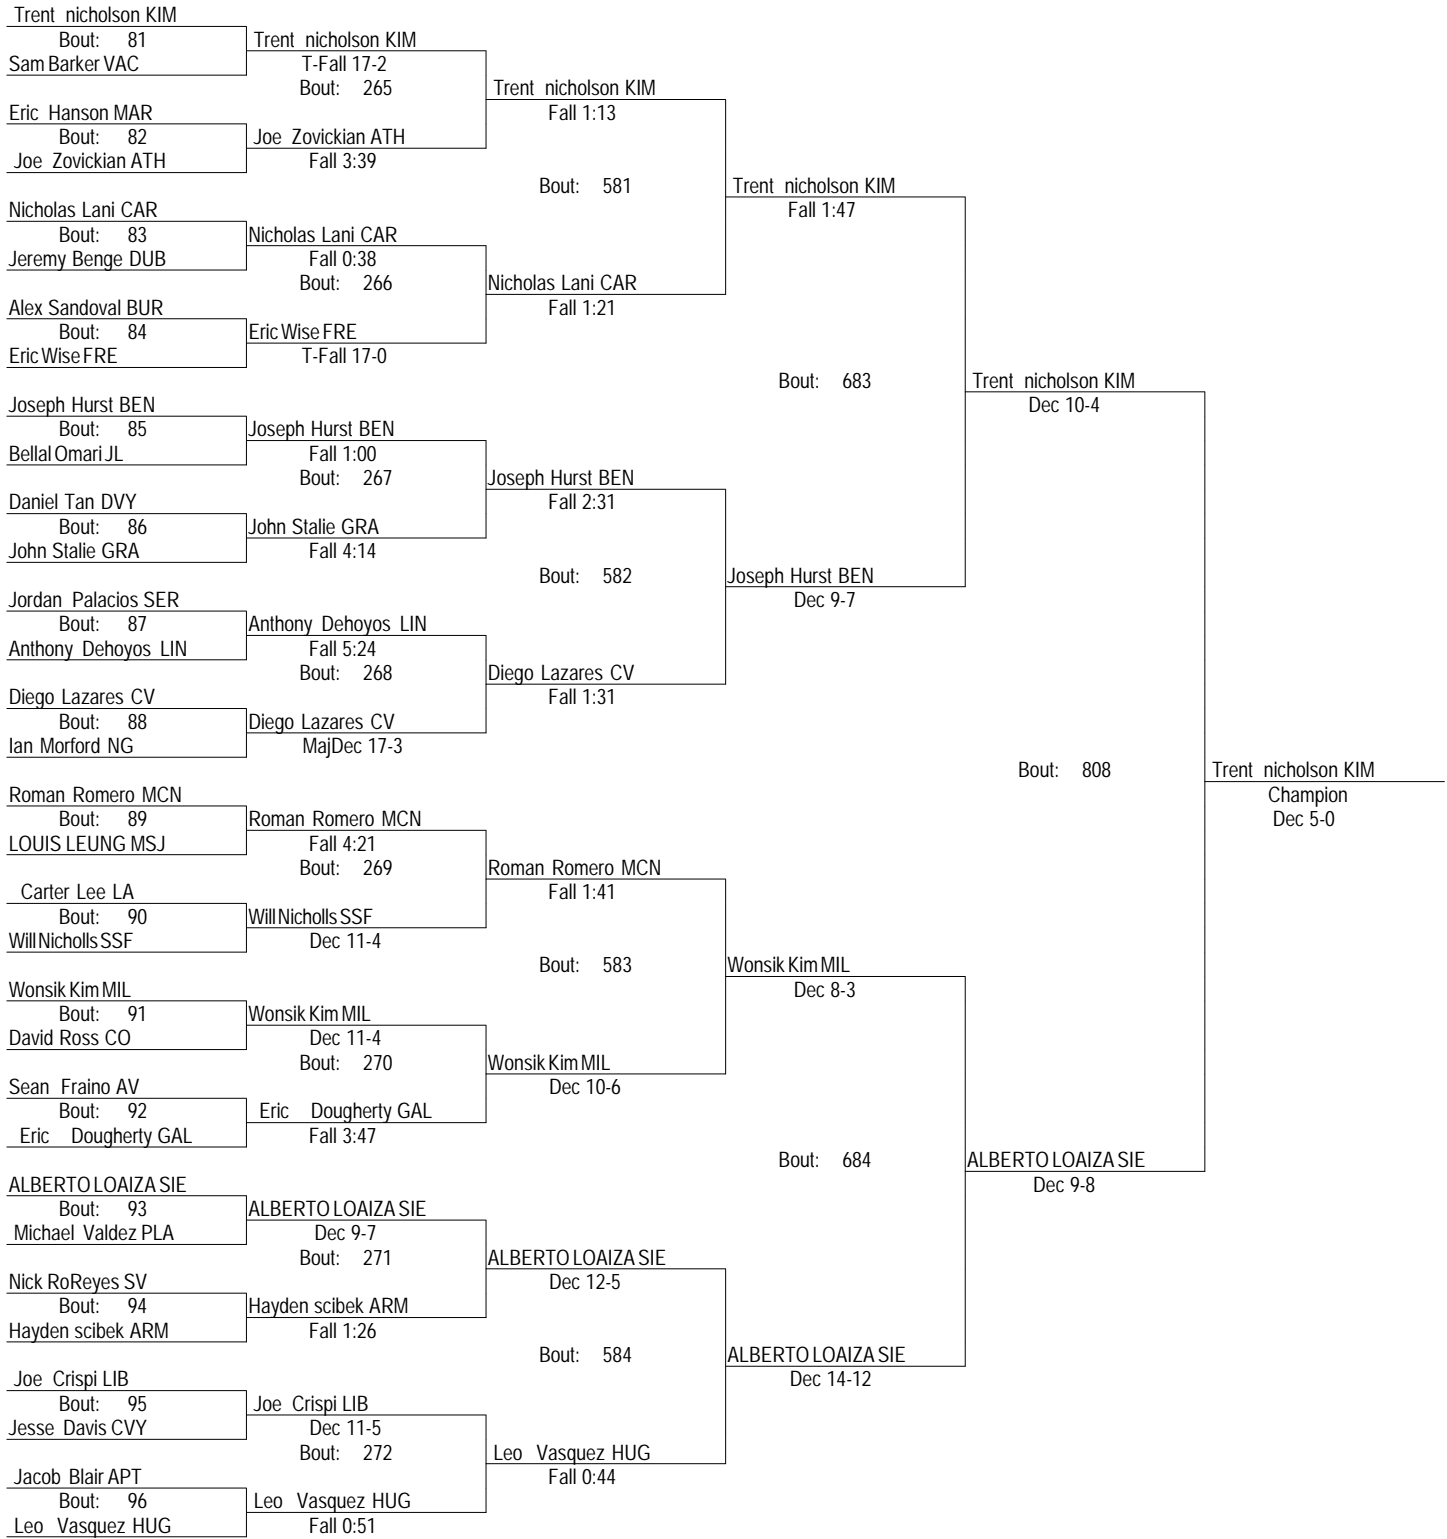 Trent nicholson KIM
Bout: 81
Sam Barker VAC
Eric Hanson MAR
Bout: 82
Joe Zovickian ATH
Nicholas Lani CAR
Bout: 83
Jeremy Benge DUB
Alex Sandoval BUR
Bout: 84
Eric Wise FRE
Joseph Hurst BEN
Bout: 85
Bellal Omari JL
Daniel Tan DVY
Bout: 86
John Stalie GRA
Jordan Palacios SER
Bout: 87
Anthony Dehoyos LIN
Diego Lazares CV
Bout: 88
Ian Morford NG
Roman Romero MCN
Bout: 89
LOUIS LEUNG MSJ
Carter Lee LA
Bout: 90
Will Nicholls SSF
Wonsik Kim MIL
Bout: 91
David Ross CO
Sean Fraino AV
Bout: 92
Eric Dougherty GAL
ALBERTO LOAIZA SIE
Bout: 93
Michael Valdez PLA
Nick RoReyes SV
Bout: 94
Hayden scibek ARM
Joe Crispi LIB
Bout: 95
Jesse Davis CVY
Jacob Blair APT
Bout: 96
Leo Vasquez HUG
Trent nicholson KIM
T-Fall 17-2
Bout: 265
Joe Zovickian ATH
Fall 3:39
Nicholas Lani CAR
Fall 0:38
Bout: 266
Eric Wise FRE
T-Fall 17-0
Joseph Hurst BEN
Fall 1:00
Bout: 267
John Stalie GRA
Fall 4:14
Anthony Dehoyos LIN
Fall 5:24
Bout: 268
Diego Lazares CV
MajDec 17-3
Roman Romero MCN
Fall 4:21
Bout: 269
Will Nicholls SSF
Dec 11-4
Wonsik Kim MIL
Dec 11-4
Bout: 270
Eric Dougherty GAL
Fall 3:47
ALBERTO LOAIZA SIE
Dec 9-7
Bout: 271
Hayden scibek ARM
Fall 1:26
Joe Crispi LIB
Dec 11-5
Bout: 272
Leo Vasquez HUG
Fall 0:51
Trent nicholson KIM
Fall 1:13
Bout: 581
Nicholas Lani CAR
Fall 1:21
Joseph Hurst BEN
Fall 2:31
Bout: 582
Diego Lazares CV
Fall 1:31
Roman Romero MCN
Fall 1:41
Bout: 583
Wonsik Kim MIL
Dec 10-6
ALBERTO LOAIZA SIE
Dec 12-5
Bout: 584
Leo Vasquez HUG
Fall 0:44
Trent nicholson KIM
Fall 1:47
Bout: 683
Joseph Hurst BEN
Dec 9-7
Wonsik Kim MIL
Dec 8-3
Bout: 684
ALBERTO LOAIZA SIE
Dec 14-12
Trent nicholson KIM
Dec 10-4
Bout: 808
ALBERTO LOAIZA SIE
Dec 9-8
Trent nicholson KIM
Champion
Dec 5-0